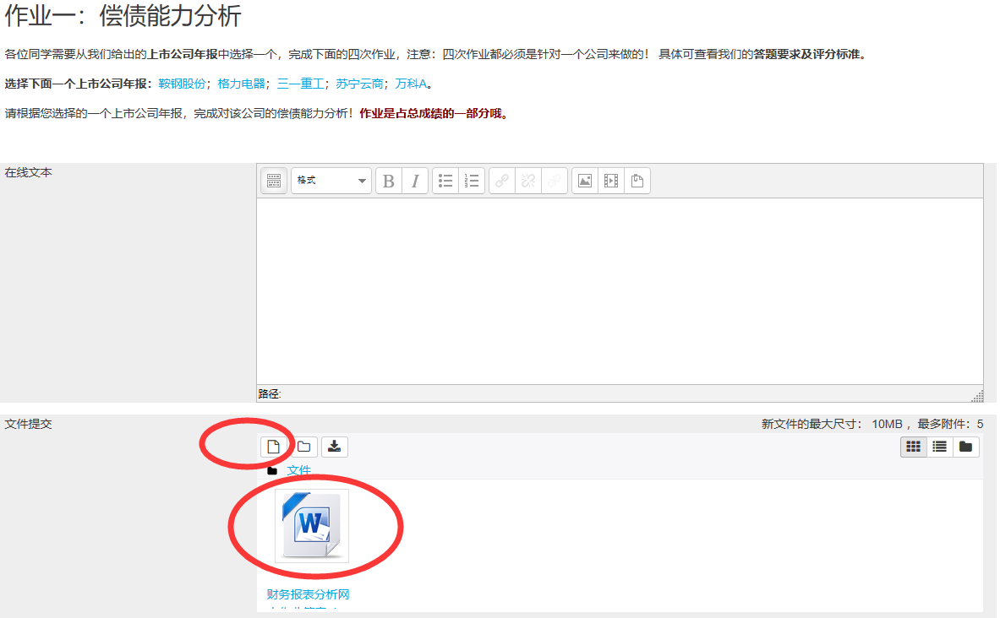 作业一：偿债能力分析
各位同学需要从我们给出的上市公司年报中选择一个，完成下面的四次作业，注意：四次作业都必须是针对一个公司来做的！ 具体可查看我们的答题要求及评分标准。
选择下面一个上市公司年报：鞍钢股份；格力电器；三一重工；苏宁云商；万科A。
请根据您选择的一个上市公司年报，完成对该公司的偿债能力分析！作业是占总成绩的一部分哦。
在线文本
格式
B I
路径:
文件提交
新文件的最大尺寸： 10MB ，最多附件：5
文件
W
财务报表分析网